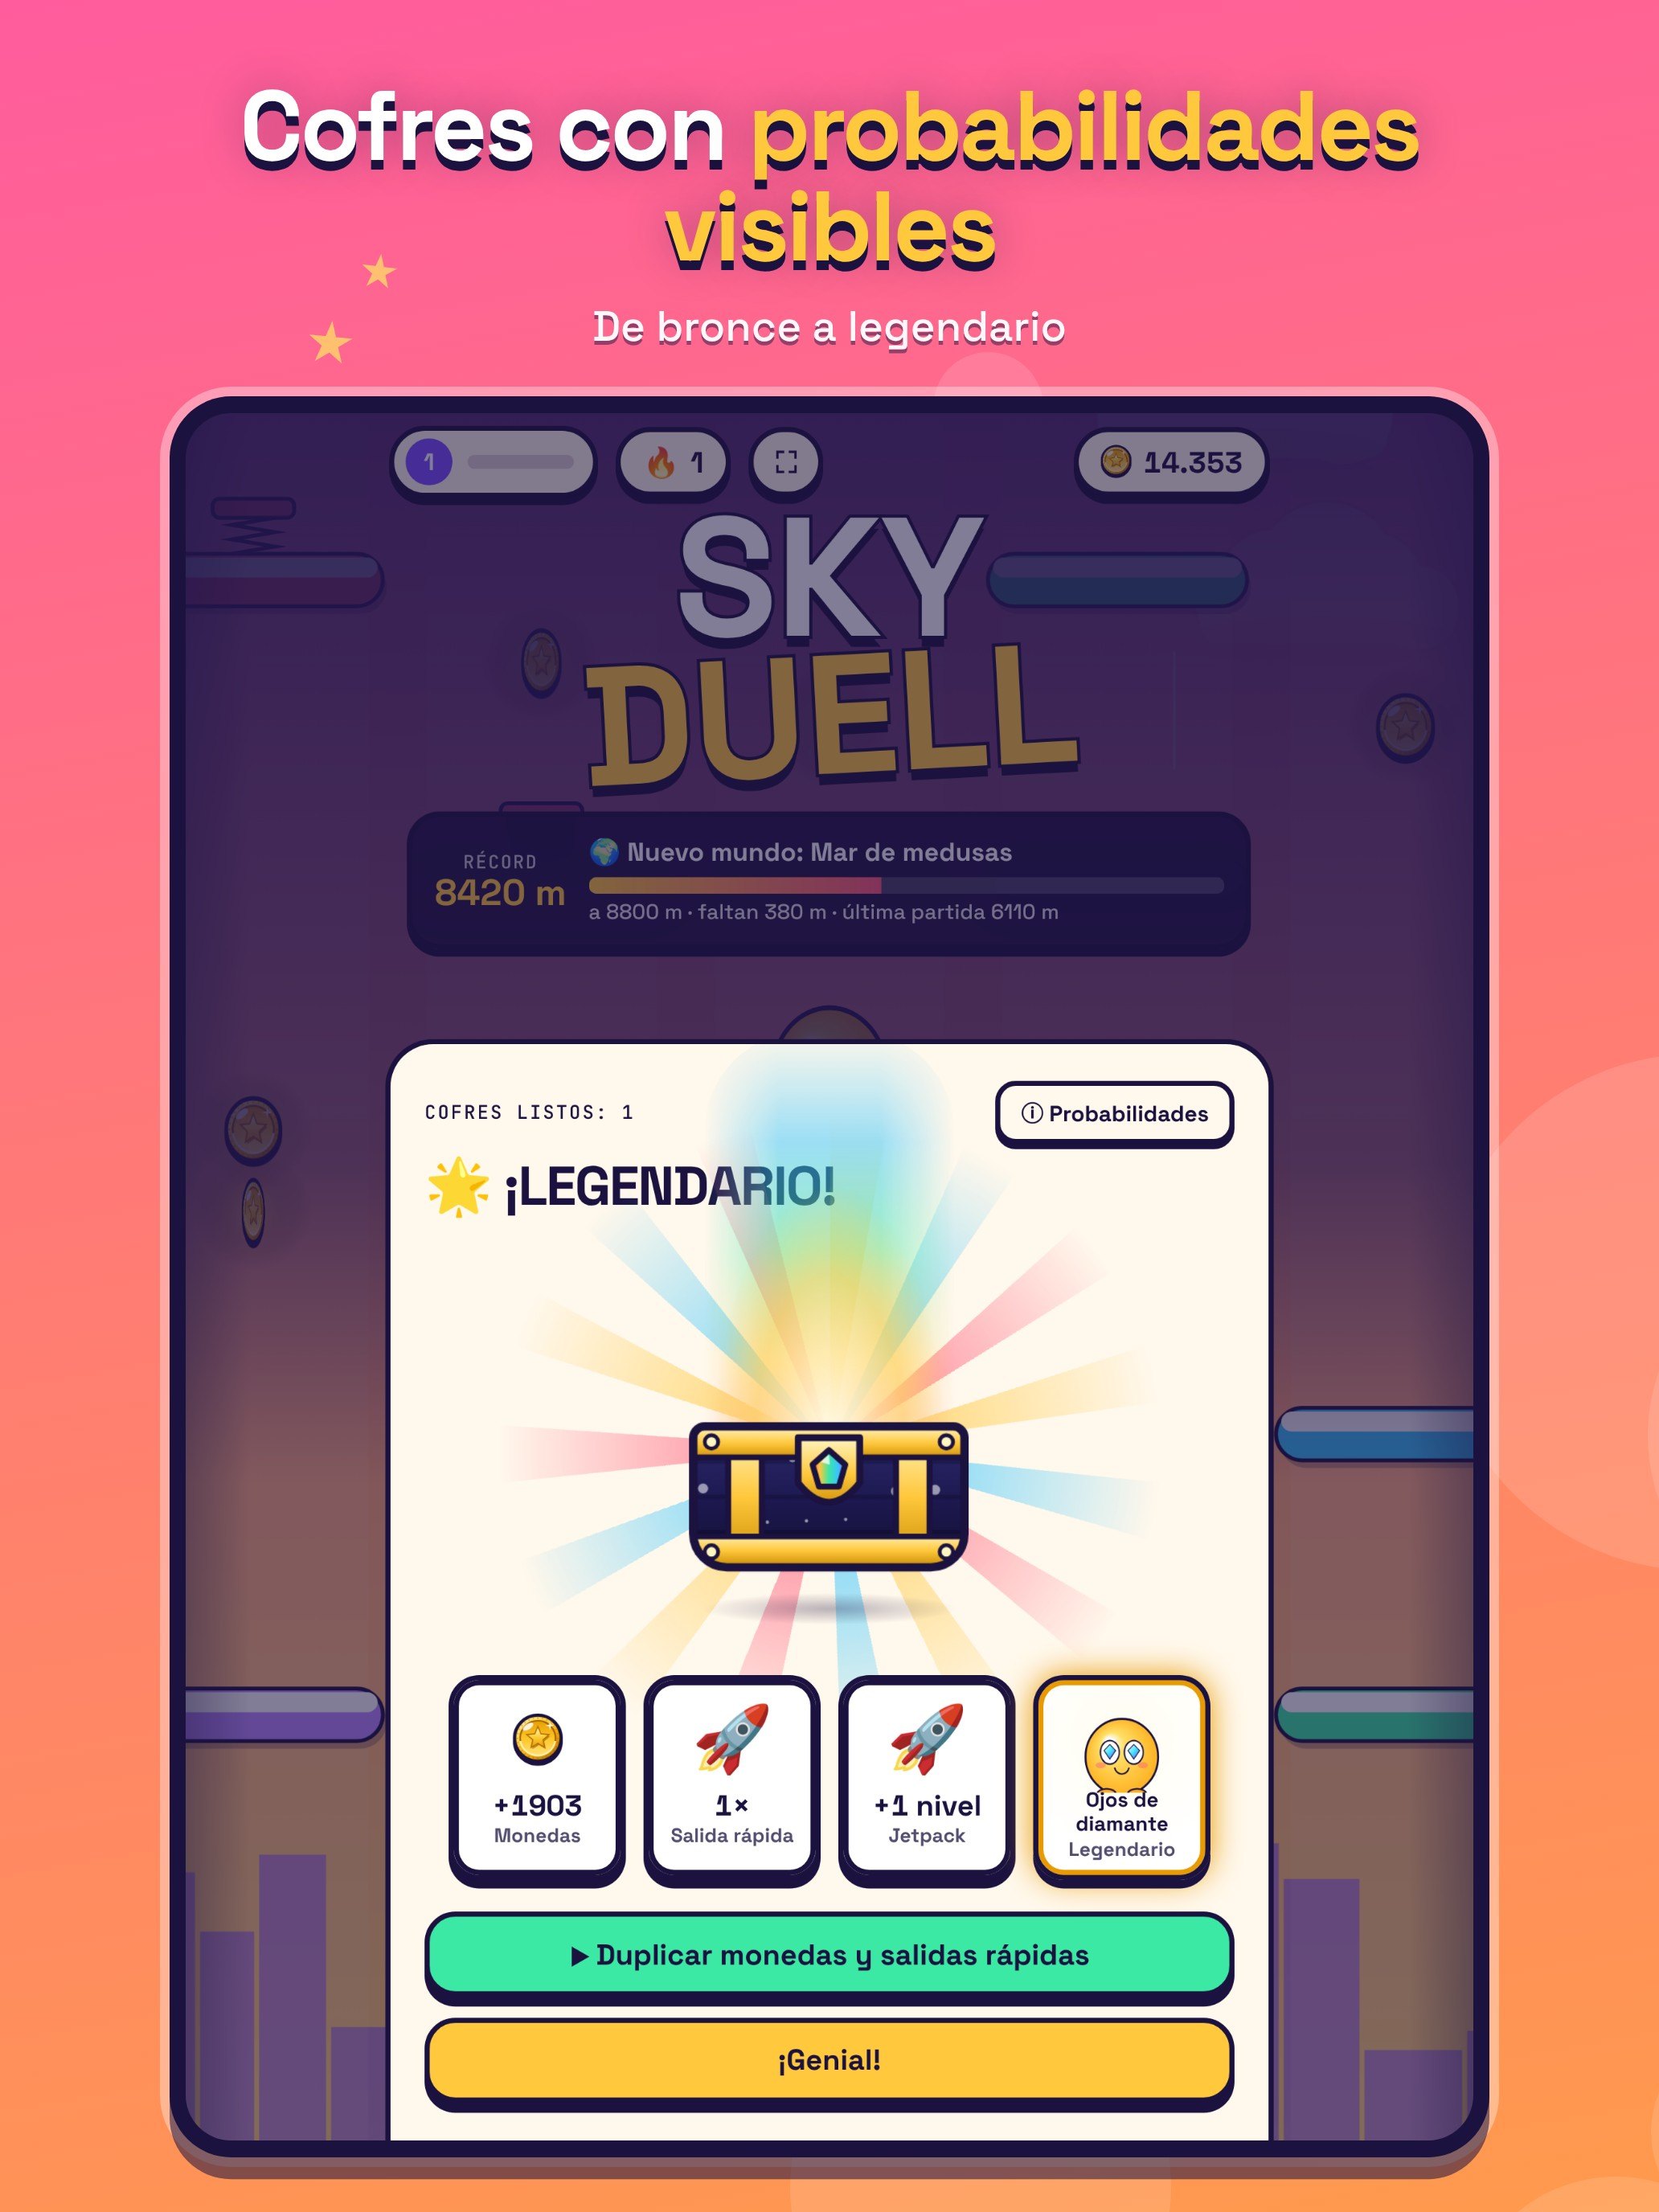 Cofres con probabilidades
visibles
De bronce a legendario
1
🔥 1
14.353
SKY
DUELL
RÉCORD
8420 m
🌍 Nuevo mundo: Mar de medusas
a 8800 m · faltan 380 m · última partida 6110 m
COFRES LISTOS: 1
ⓘ Probabilidades
🌟 ¡LEGENDARIO!
+1903
Monedas
1×
Salida rápida
+1 nivel
Jetpack
Ojos de
diamante
Legendario
▶ Duplicar monedas y salidas rápidas
¡Genial!